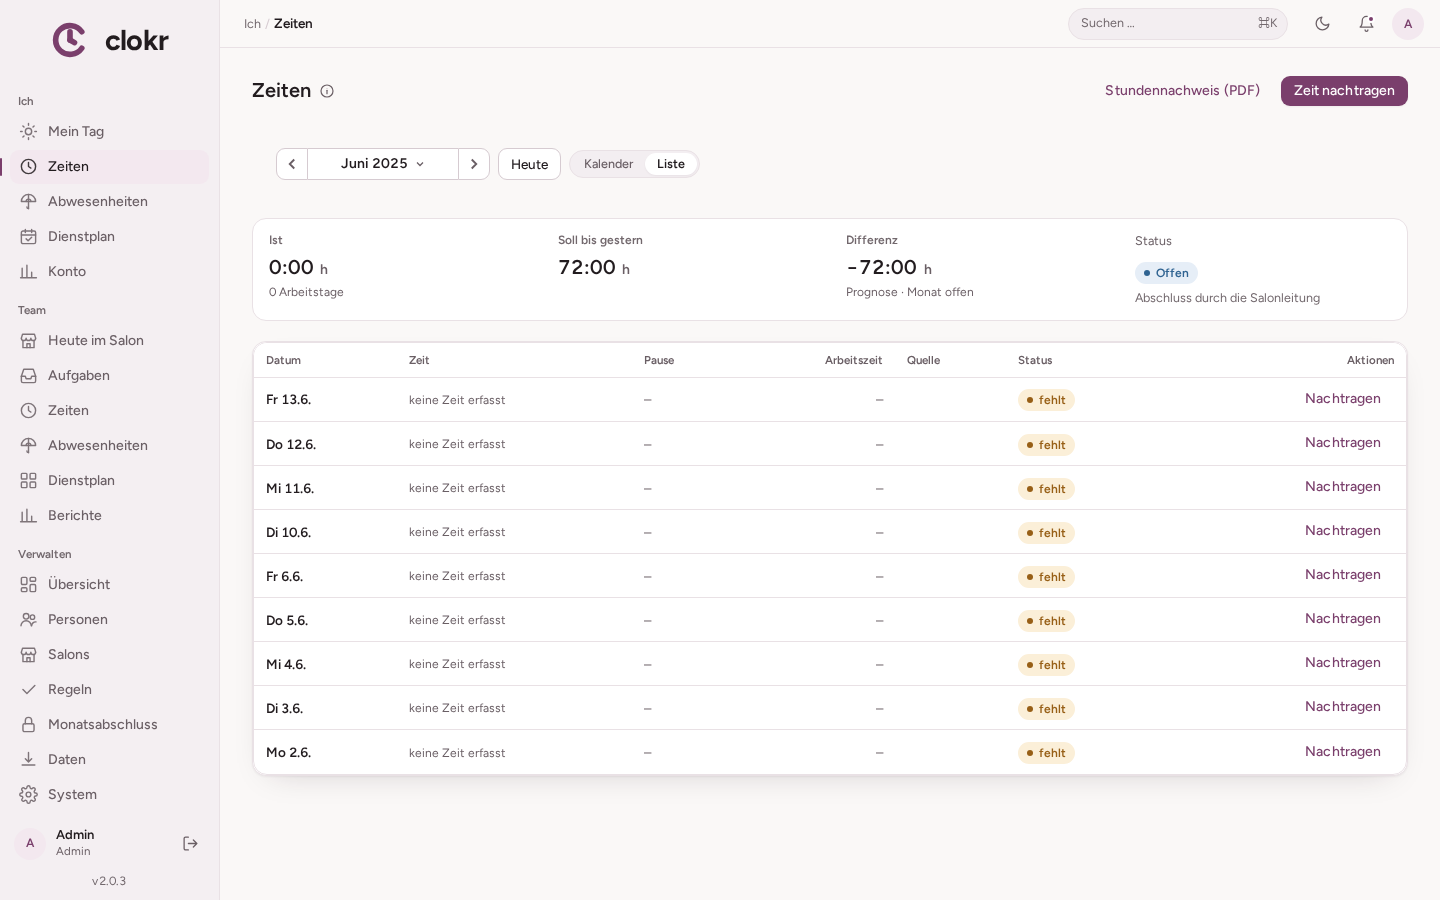 clokr
Ich
Mein Tag
Zeiten
Abwesenheiten
Dienstplan
Konto
Team
Heute im Salon
Aufgaben
Zeiten
Abwesenheiten
Dienstplan
Berichte
Verwalten
Übersicht
Personen
Salons
Regeln
Monatsabschluss
Daten
System
A
Admin
Admin
v2.0.3
Ich / Zeiten
Suchen ... ⌘K
A
Zeiten
Stundennachweis (PDF)
Zeit nachtragen
Juni 2025
Heute
Kalender
Liste
Ist
0:00 h
0 Arbeitstage
Soll bis gestern
72:00 h
Differenz
−72:00 h
Prognose · Monat offen
Status
Offen
Abschluss durch die Salonleitung
Datum Zeit Pause Arbeitszeit Quelle Status Aktionen
Fr 13.6. keine Zeit erfasst – – fehlt Nachtragen
Do 12.6. keine Zeit erfasst – – fehlt Nachtragen
Mi 11.6. keine Zeit erfasst – – fehlt Nachtragen
Di 10.6. keine Zeit erfasst – – fehlt Nachtragen
Fr 6.6. keine Zeit erfasst – – fehlt Nachtragen
Do 5.6. keine Zeit erfasst – – fehlt Nachtragen
Mi 4.6. keine Zeit erfasst – – fehlt Nachtragen
Di 3.6. keine Zeit erfasst – – fehlt Nachtragen
Mo 2.6. keine Zeit erfasst – – fehlt Nachtragen